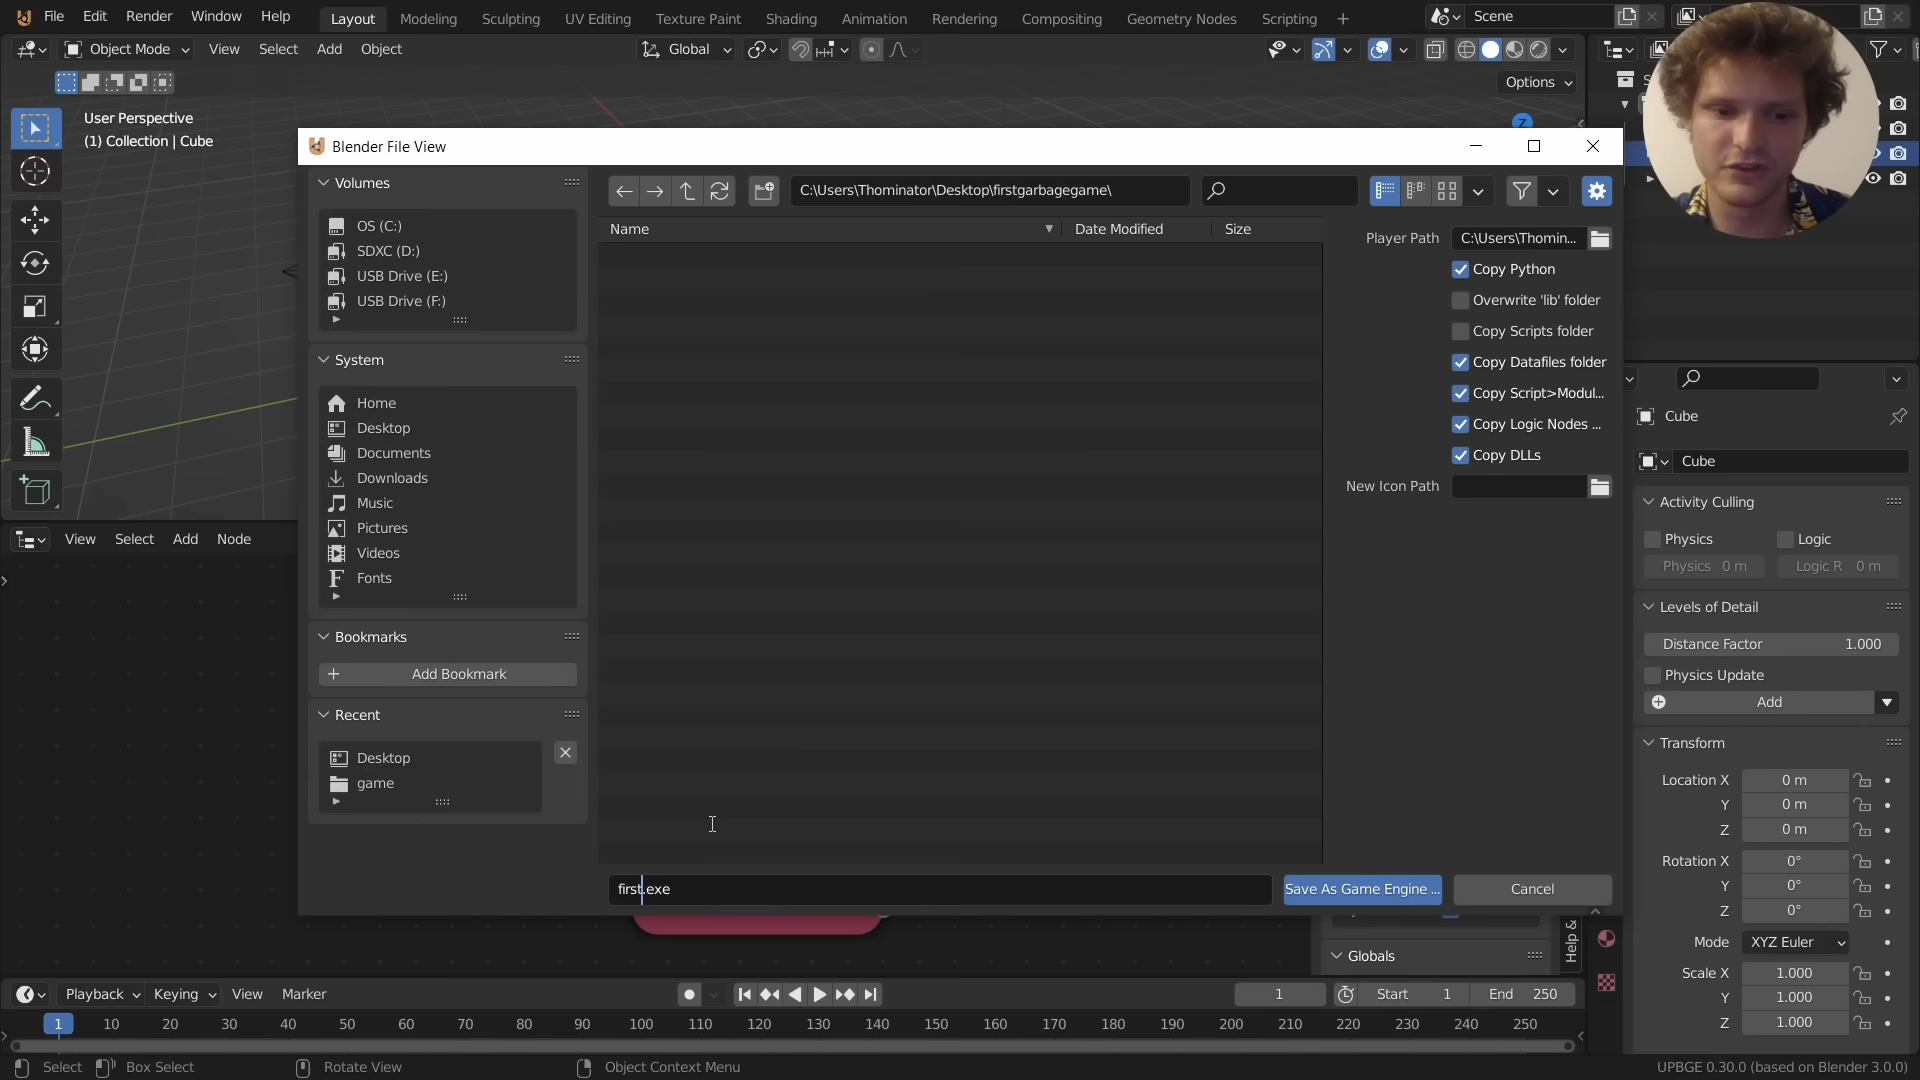 File Edit Render Window Help Layout Modeling Sculpting UV Editing Texture Paint Shading Animation Rendering Compositing Geometry Nodes Scripting + Scene
Object Mode View Select Add Object Global
Options
User Perspective
(1) Collection | Cube
Z
Blender File View
Volumes
OS (C:)
SDXC (D:)
USB Drive (E:)
USB Drive (F:)
System
Home
Desktop
Documents
Downloads
Music
Pictures
Videos
Fonts
Bookmarks
Add Bookmark
Recent
Desktop
game
C:\Users\Thominator\Desktop\firstgarbagegame\
Name Date Modified Size
Player Path C:\Users\Thomin...
Copy Python
Overwrite 'lib' folder
Copy Scripts folder
Copy Datafiles folder
Copy Script>Modul...
Copy Logic Nodes ...
Copy DLLs
New Icon Path
first.exe Save As Game Engine ... Cancel
View Select Add Node
Globals
Help &
Cube
Cube
Activity Culling
Physics Logic
Physics 0 m Logic R 0 m
Levels of Detail
Distance Factor 1.000
Physics Update
Add
Transform
Location X 0 m
Y 0 m
Z 0 m
Rotation X 0°
Y 0°
Z 0°
Mode XYZ Euler
Scale X 1.000
Y 1.000
Z 1.000
Playback Keying View Marker 1 Start 1 End 250
1 10 20 30 40 50 60 70 80 90 100 110 120 130 140 150 160 170 180 190 200 210 220 230 240 250
Select Box Select Rotate View Object Context Menu UPBGE 0.30.0 (based on Blender 3.0.0)